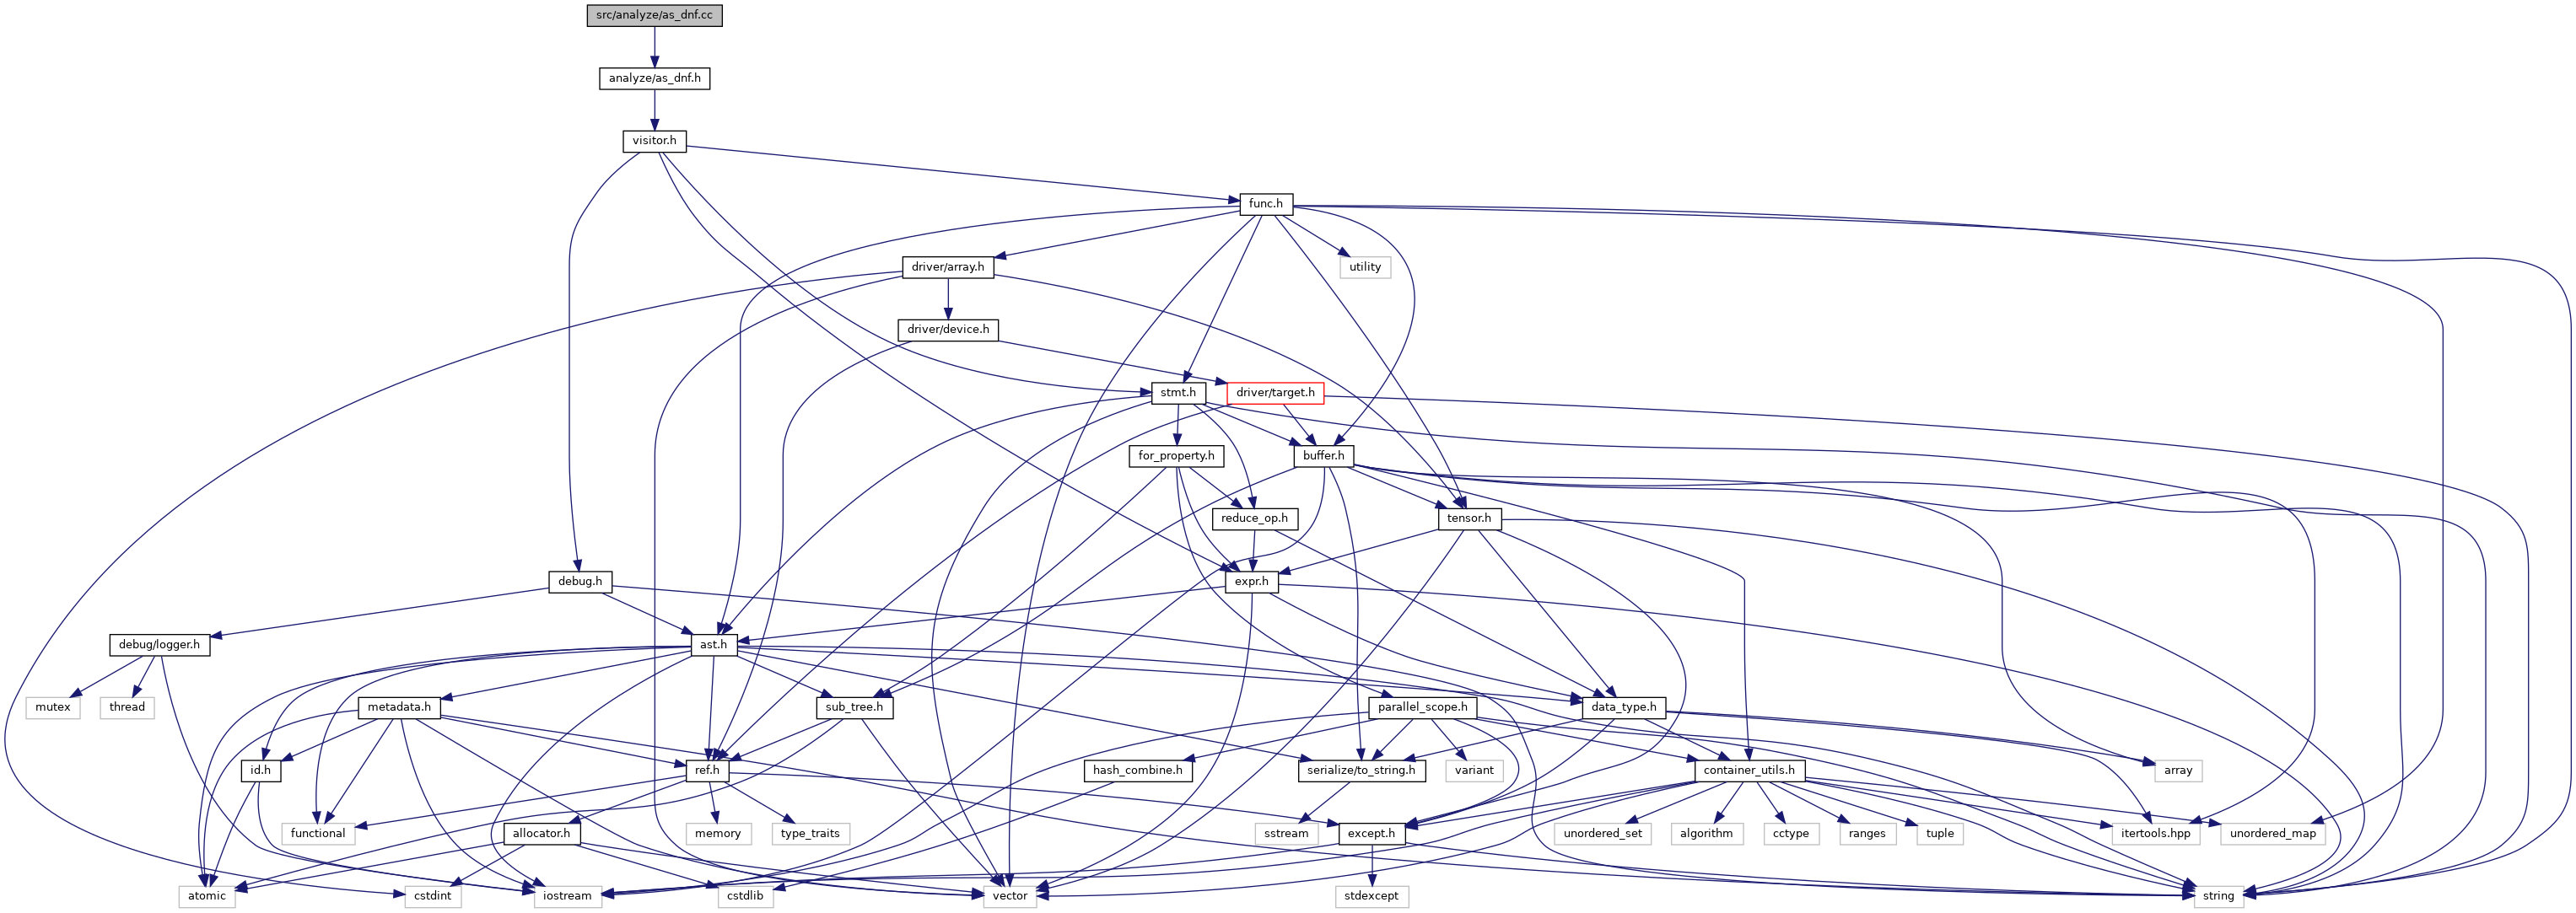 src/analyze/as_dnf.cc
analyze/as_dnf.h
visitor.h
func.h
driver/array.h
utility
driver/device.h
stmt.h
driver/target.h
for_property.h
buffer.h
reduce_op.h
tensor.h
debug.h
expr.h
debug/logger.h
ast.h
mutex
thread
metadata.h
sub_tree.h
parallel_scope.h
data_type.h
id.h
ref.h
hash_combine.h
serialize/to_string.h
variant
container_utils.h
array
functional
allocator.h
memory
type_traits
sstream
except.h
unordered_set
algorithm
cctype
ranges
tuple
itertools.hpp
unordered_map
atomic
cstdint
iostream
cstdlib
vector
stdexcept
string